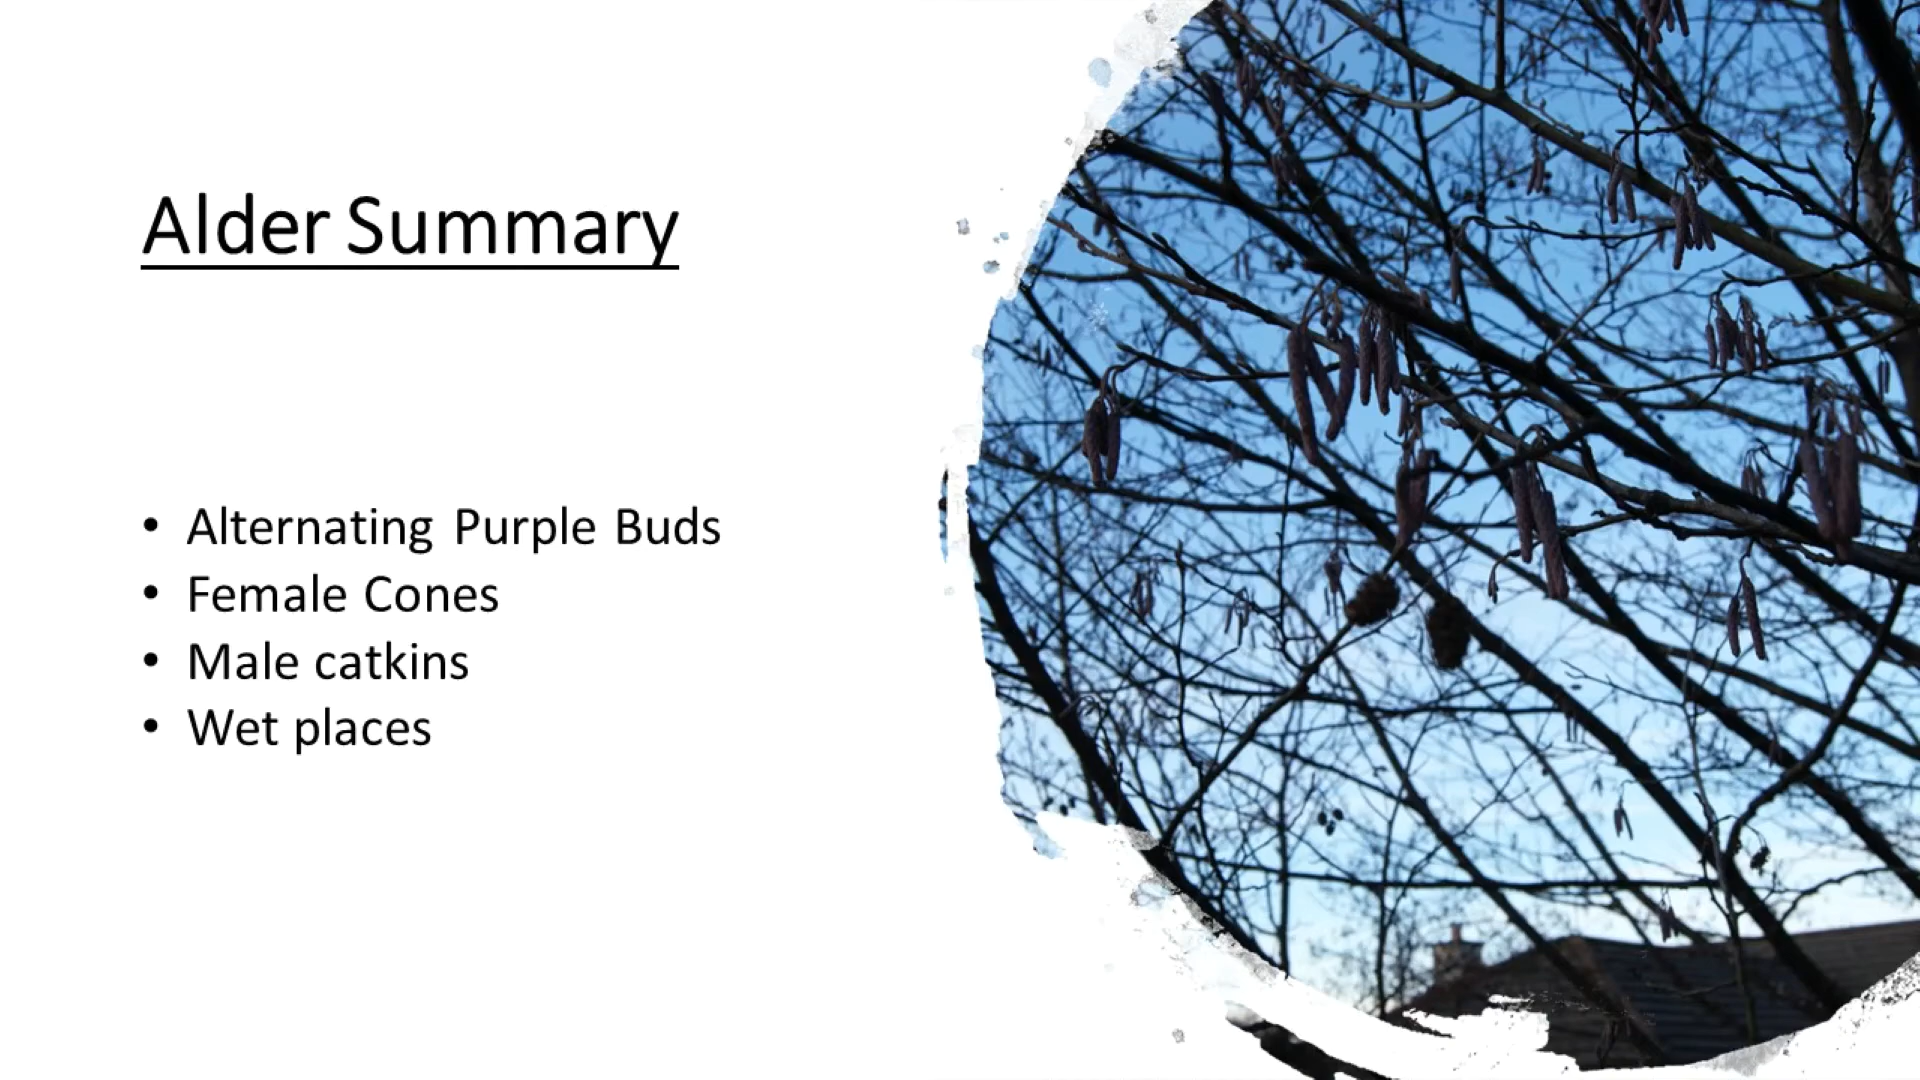 Alder Summary
• Alternating Purple Buds
• Female Cones
• Male catkins
• Wet places